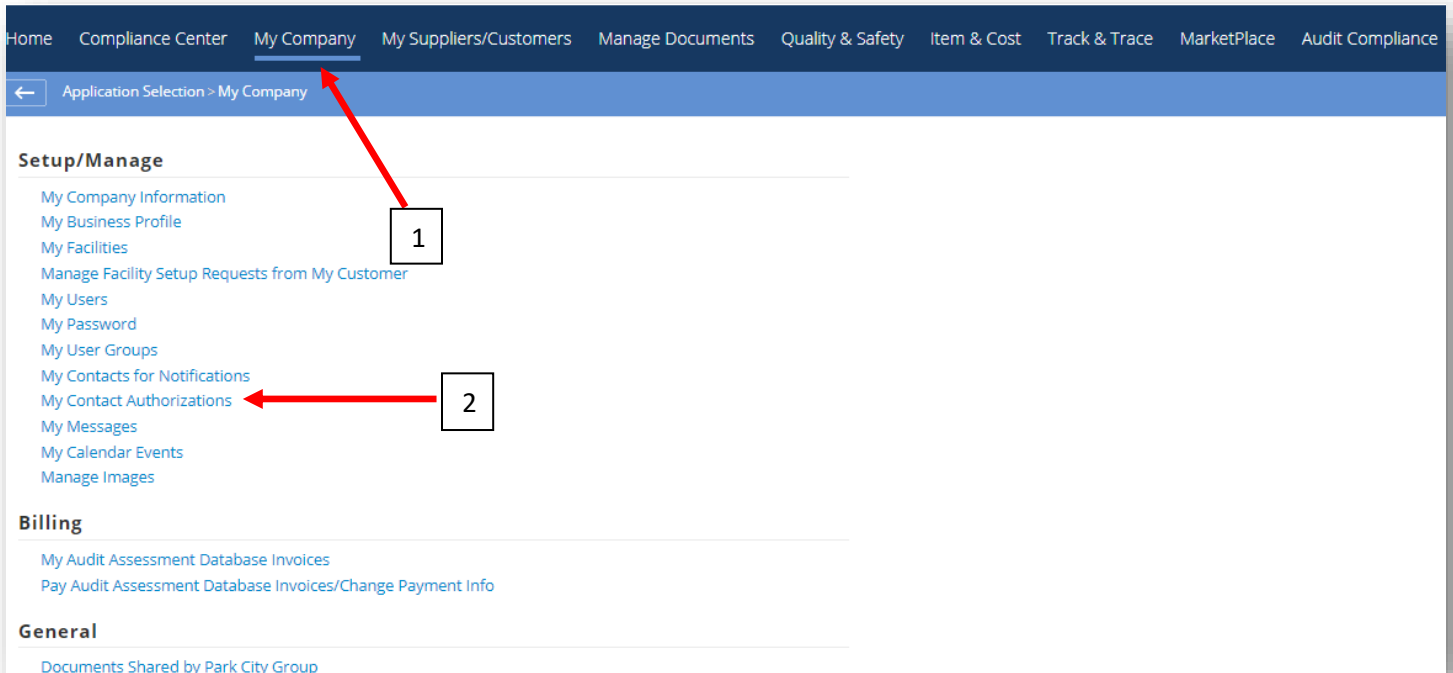 Home Compliance Center My Company My Suppliers/Customers Manage Documents Quality & Safety Item & Cost Track & Trace MarketPlace Audit Compliance
Application Selection > My Company
Setup/Manage
My Company Information
My Business Profile
My Facilities
1
Manage Facility Setup Requests from My Customer
My Users
My Password
My User Groups
My Contacts for Notifications
My Contact Authorizations
2
My Messages
My Calendar Events
Manage Images
Billing
My Audit Assessment Database Invoices
Pay Audit Assessment Database Invoices/Change Payment Info
General
Documents Shared by Park City Group